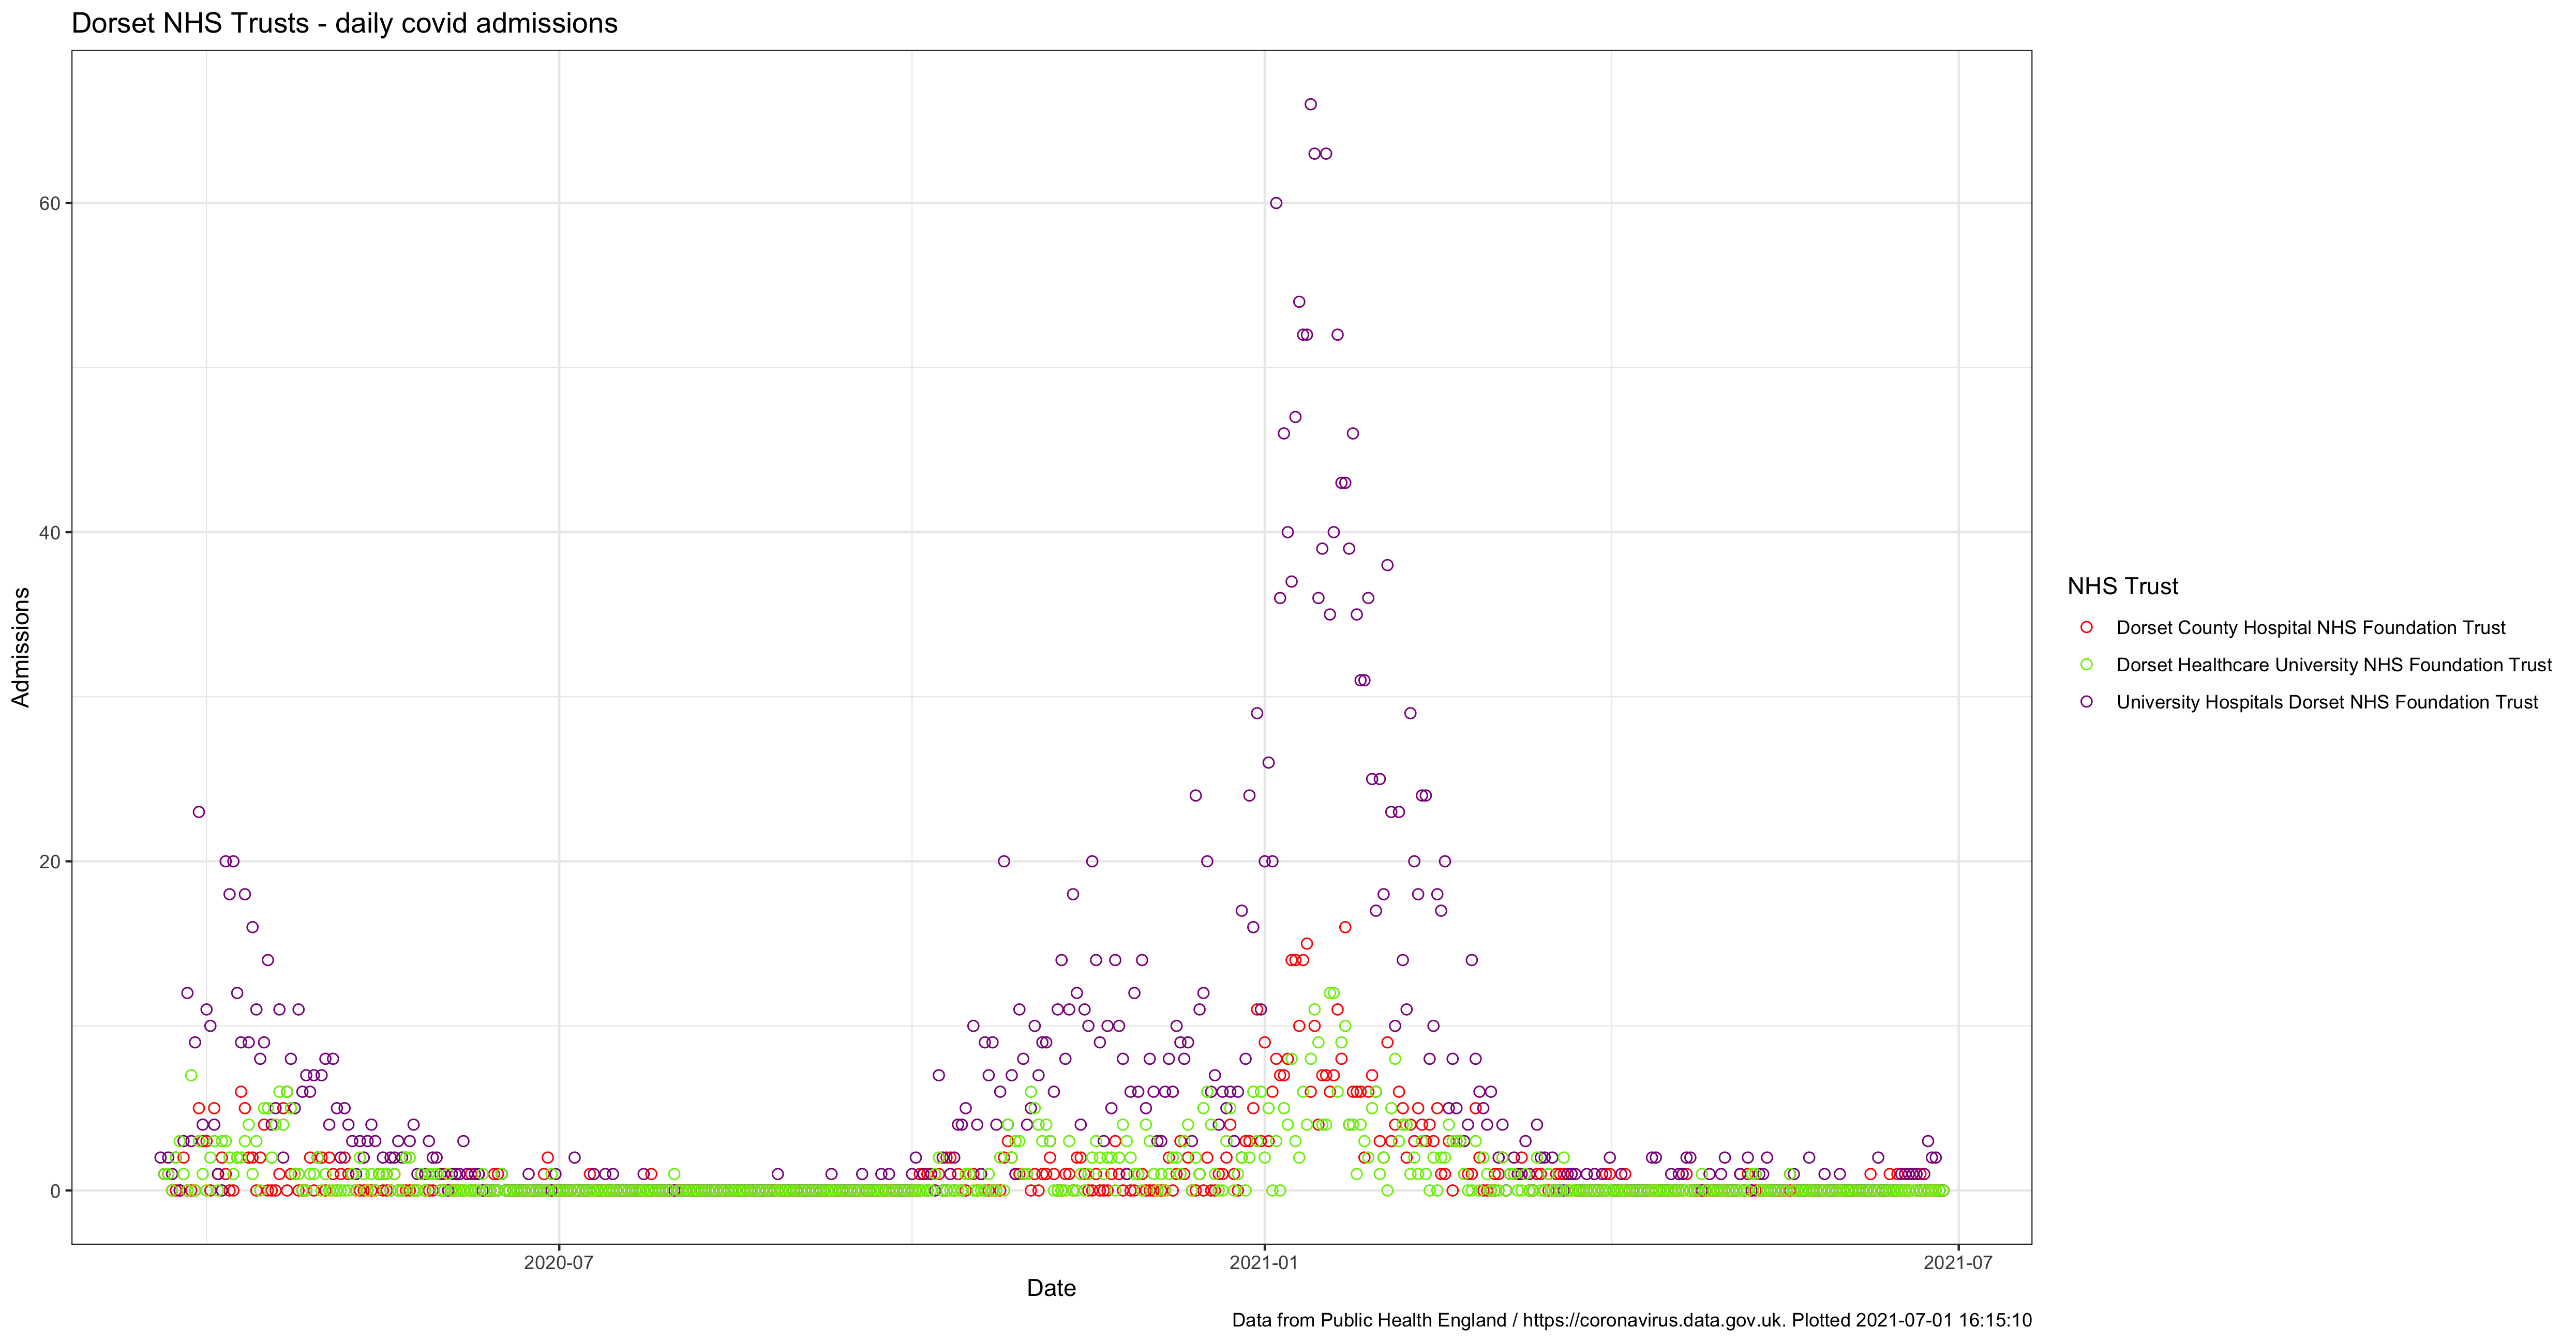 Dorset NHS Trusts - daily covid admissions
60
40
20
0
Admissions
2020-07
2021-01
2021-07
Date
NHS Trust
Dorset County Hospital NHS Foundation Trust
Dorset Healthcare University NHS Foundation Trust
University Hospitals Dorset NHS Foundation Trust
Data from Public Health England / https://coronavirus.data.gov.uk. Plotted 2021-07-01 16:15:10